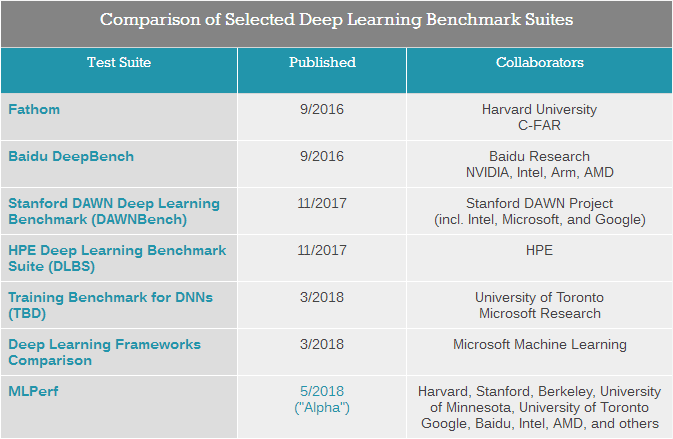 Comparison of Selected Deep Learning Benchmark Suites
Test Suite Published Collaborators
Fathom 9/2016 Harvard University
C-FAR
Baidu DeepBench 9/2016 Baidu Research
NVIDIA, Intel, Arm, AMD
Stanford DAWN Deep Learning 11/2017 Stanford DAWN Project
Benchmark (DAWNBench) (incl. Intel, Microsoft, and Google)
HPE Deep Learning Benchmark 11/2017 HPE
Suite (DLBS)
Training Benchmark for DNNs 3/2018 University of Toronto
(TBD) Microsoft Research
Deep Learning Frameworks 3/2018 Microsoft Machine Learning
Comparison
MLPerf 5/2018 Harvard, Stanford, Berkeley, University
("Alpha") of Minnesota, University of Toronto
Google, Baidu, Intel, AMD, and others